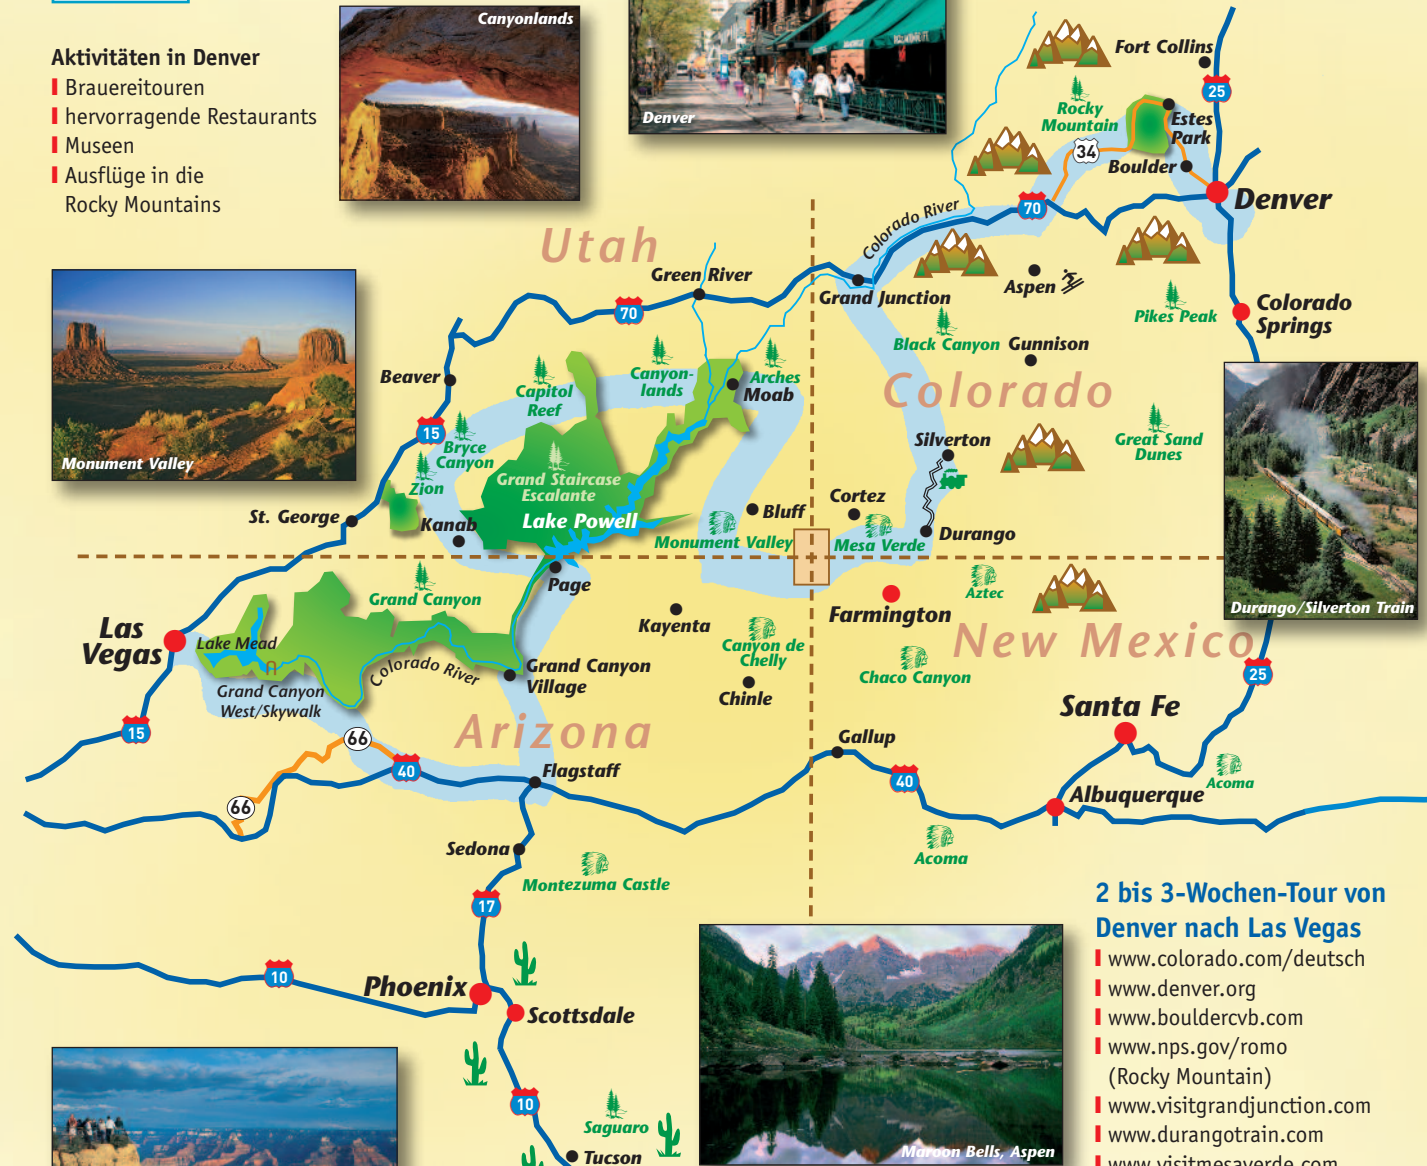 Canyonlands
Aktivitäten in Denver
Brauereitouren
hervorragende Restaurants
Museen
Ausflüge in die
Rocky Mountains
Denver
Fort Collins
25
Rocky
Mountain
Estes
Park
34
Boulder
Denver
70
Colorado River
Utah
Green River
70
Grand Junction
Aspen
Pikes Peak
Colorado
Springs
Monument Valley
Beaver
15
Capitol
Reef
Canyon-
lands
Arches
Moab
Black Canyon
Gunnison
Colorado
Bryce
Canyon
Zion
Grand Staircase
Escalante
Silverton
Great Sand
Dunes
St. George
Kanab
Lake Powell
Bluff
Cortez
Monument Valley
Mesa Verde
Durango
Durango/Silverton Train
Grand Canyon
Page
Kayenta
Farmington
Aztec
Las
Vegas
Lake Mead
Colorado River
Grand Canyon
Village
Canyon de
Chelly
New Mexico
Chaco Canyon
Chinle
25
Grand Canyon
West/Skywalk
15
66
Arizona
Santa Fe
Gallup
40
Flagstaff
40
Acoma
66
Albuquerque
Sedona
Acoma
Montezuma Castle
17
10
Phoenix
Scottsdale
10
Saguaro
Tucson
Maroon Bells, Aspen
2 bis 3-Wochen-Tour von
Denver nach Las Vegas
www.colorado.com/deutsch
www.denver.org
www.bouldercvb.com
www.nps.gov/romo
(Rocky Mountain)
www.visitgrandjunction.com
www.durangotrain.com
www.visitmesaverde.com